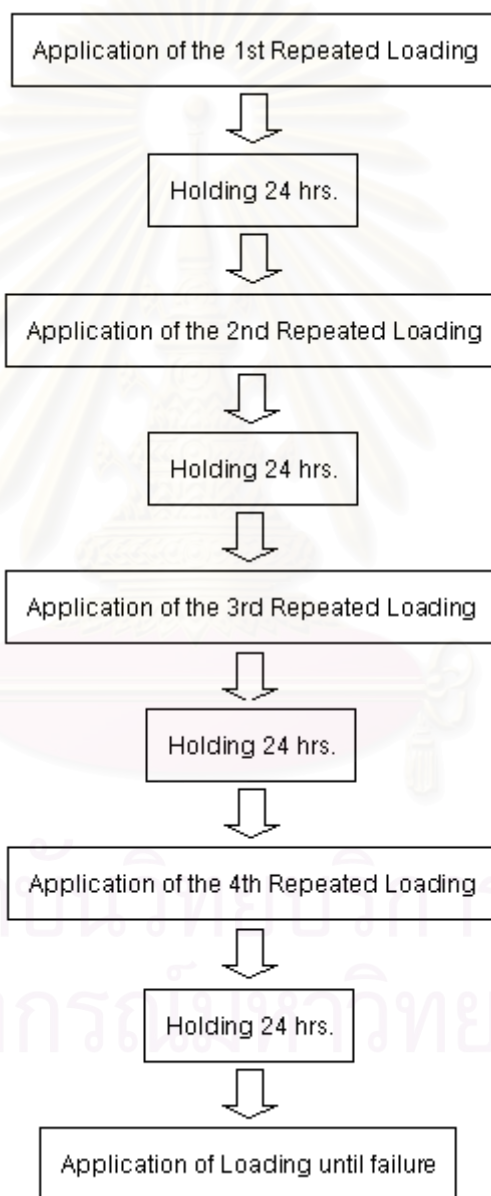 Application of the 1st Repeated Loading
Holding 24 hrs.
Application of the 2nd Repeated Loading
Holding 24 hrs.
Application of the 3rd Repeated Loading
Holding 24 hrs.
Application of the 4th Repeated Loading
Holding 24 hrs.
Application of Loading until failure